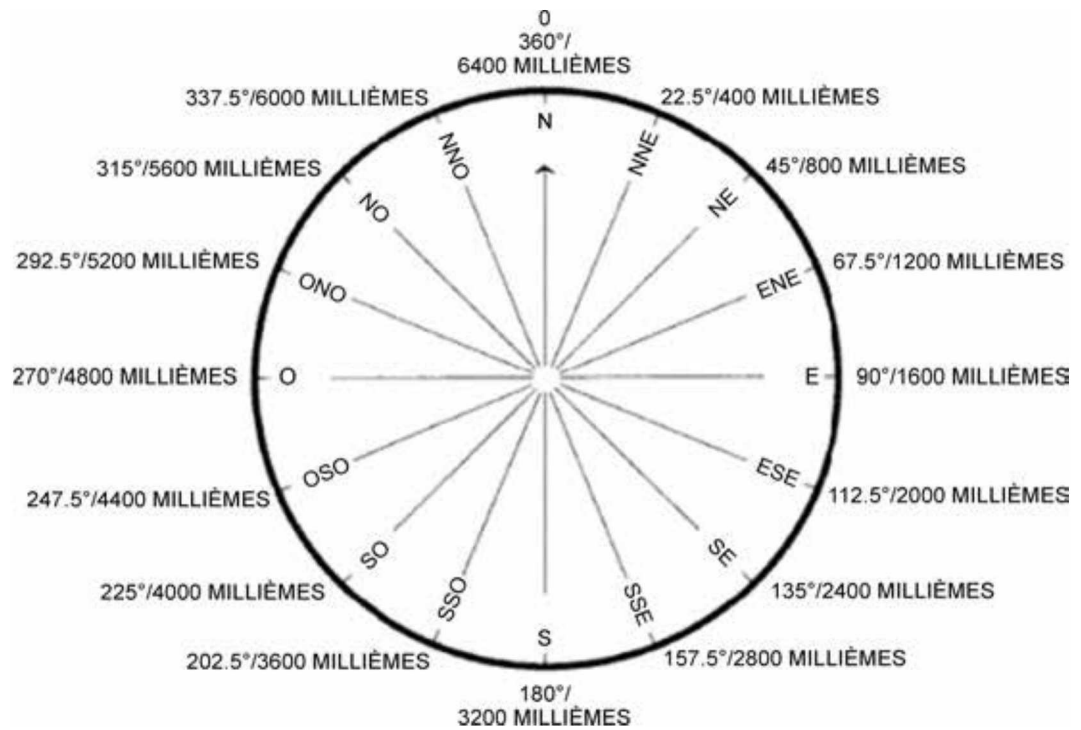 0
360°/
6400 MILLIÈMES
337.5°/6000 MILLIÈMES
22.5°/400 MILLIÈMES
N
NNO
NNE
315°/5600 MILLIÈMES
45°/800 MILLIÈMES
NO
NE
292.5°/5200 MILLIÈMES
67.5°/1200 MILLIÈMES
ONO
ENE
270°/4800 MILLIÈMES
O
E
90°/1600 MILLIÈMES
OSO
ESE
247.5°/4400 MILLIÈMES
112.5°/2000 MILLIÈMES
SO
SE
225°/4000 MILLIÈMES
135°/2400 MILLIÈMES
SSO
SSE
S
202.5°/3600 MILLIÈMES
157.5°/2800 MILLIÈMES
180°/
3200 MILLIÈMES